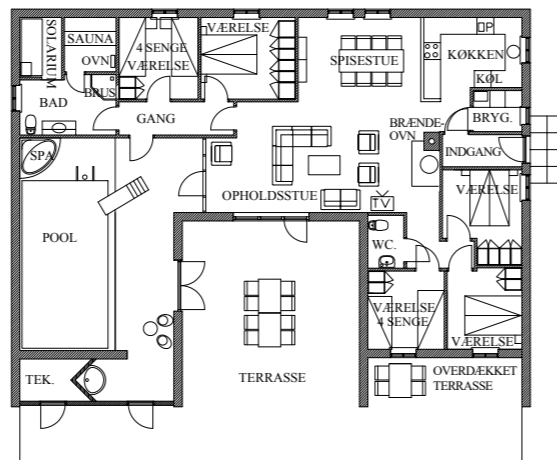 SOLARIUM
SAUNA
OVN
BRUS
BAD
4 SENGE
VÆRELSE
VÆRELSE
SPISESTUE
KØKKEN
KØL
BRYG.
GANG
BRÆNDE-
OVN
INDGANG
SPA
VÆRELSE
OPHOLDSSTUE
TV
POOL
WC.
VÆRELSE
4 SENGE
VÆRELSE
TEK.
TERRASSE
OVERDÆKKET
TERRASSE